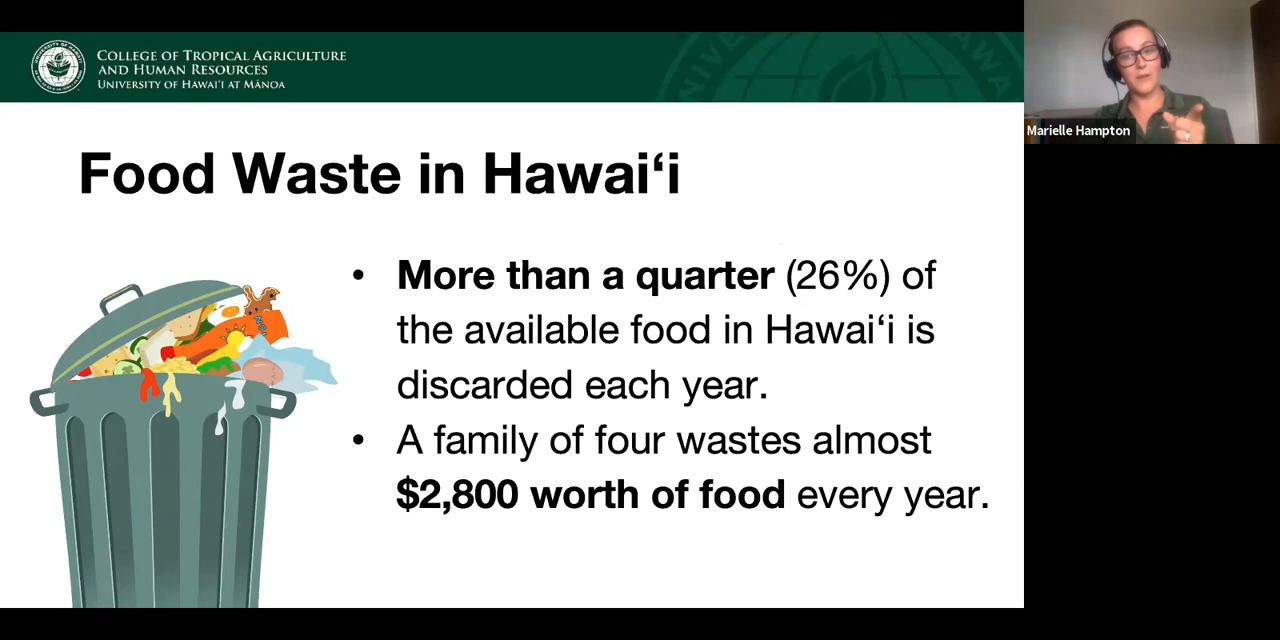 COLLEGE OF TROPICAL AGRICULTURE
AND HUMAN RESOURCES
UNIVERSITY OF HAWAIʻI AT MĀNOA
Marielle Hampton
Food Waste in Hawaiʻi
• More than a quarter (26%) of
the available food in Hawaiʻi is
discarded each year.
• A family of four wastes almost
$2,800 worth of food every year.